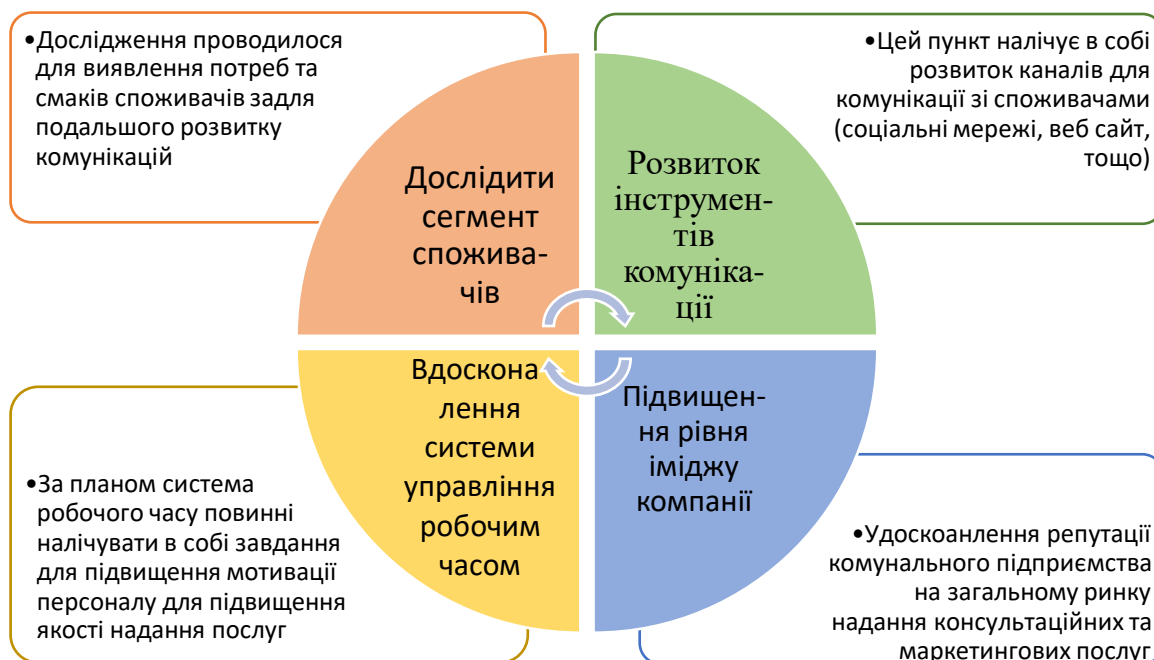 •Дослідження проводилося
для виявлення потреб та
смаків споживачів задля
подальшого розвитку
комунікацій
Дослідити
сегмент
спожива-
чів
Розвиток
інструмен-
тів
комуніка-
ції
•Цей пункт налічує в собі
розвиток каналів для
комунікації зі споживачами
(соціальні мережі, веб сайт,
тощо)
•За планом система
робочого часу повинні
налічувати в собі завдання
для підвищення мотивації
персоналу для підвищення
якості надання послуг
Вдоскона
лення
системи
управління
робочим
часом
Підвищен-
ня рівня
іміджу
компанії
•Удоскоанлення репутації
комунального підприємства
на загальному ринку
надання консультаційних та
маркетингових послуг